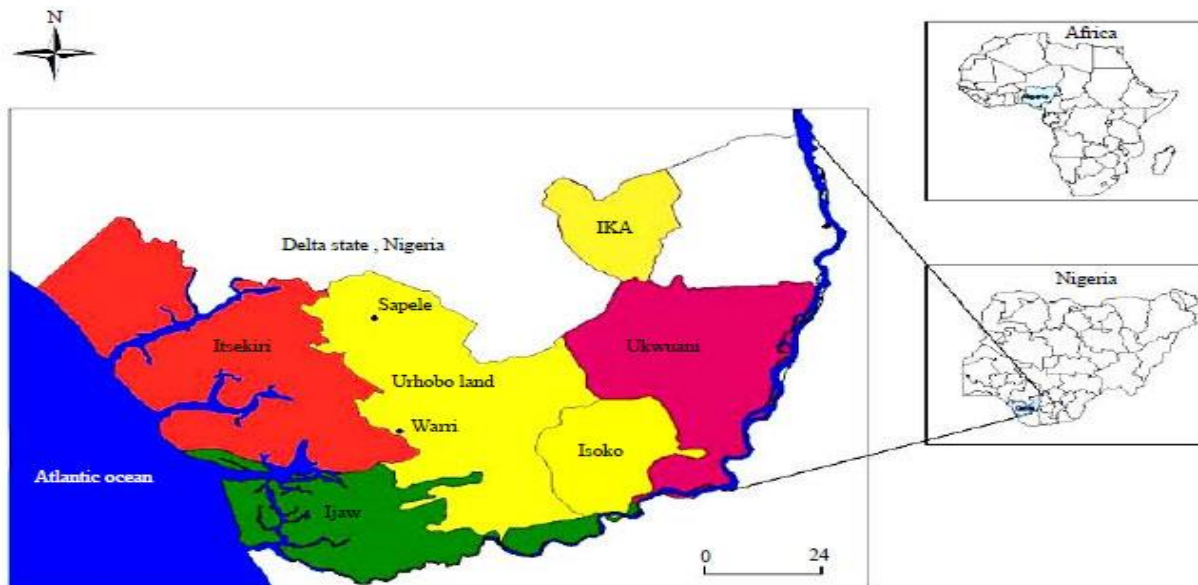 N
Africa
Nigeria
IKA
Delta state , Nigeria
Sapele
Itsekiri
Ukwuani
Urhobo land
Warri
Isoko
Atlantic ocean
Ijaw
0 24